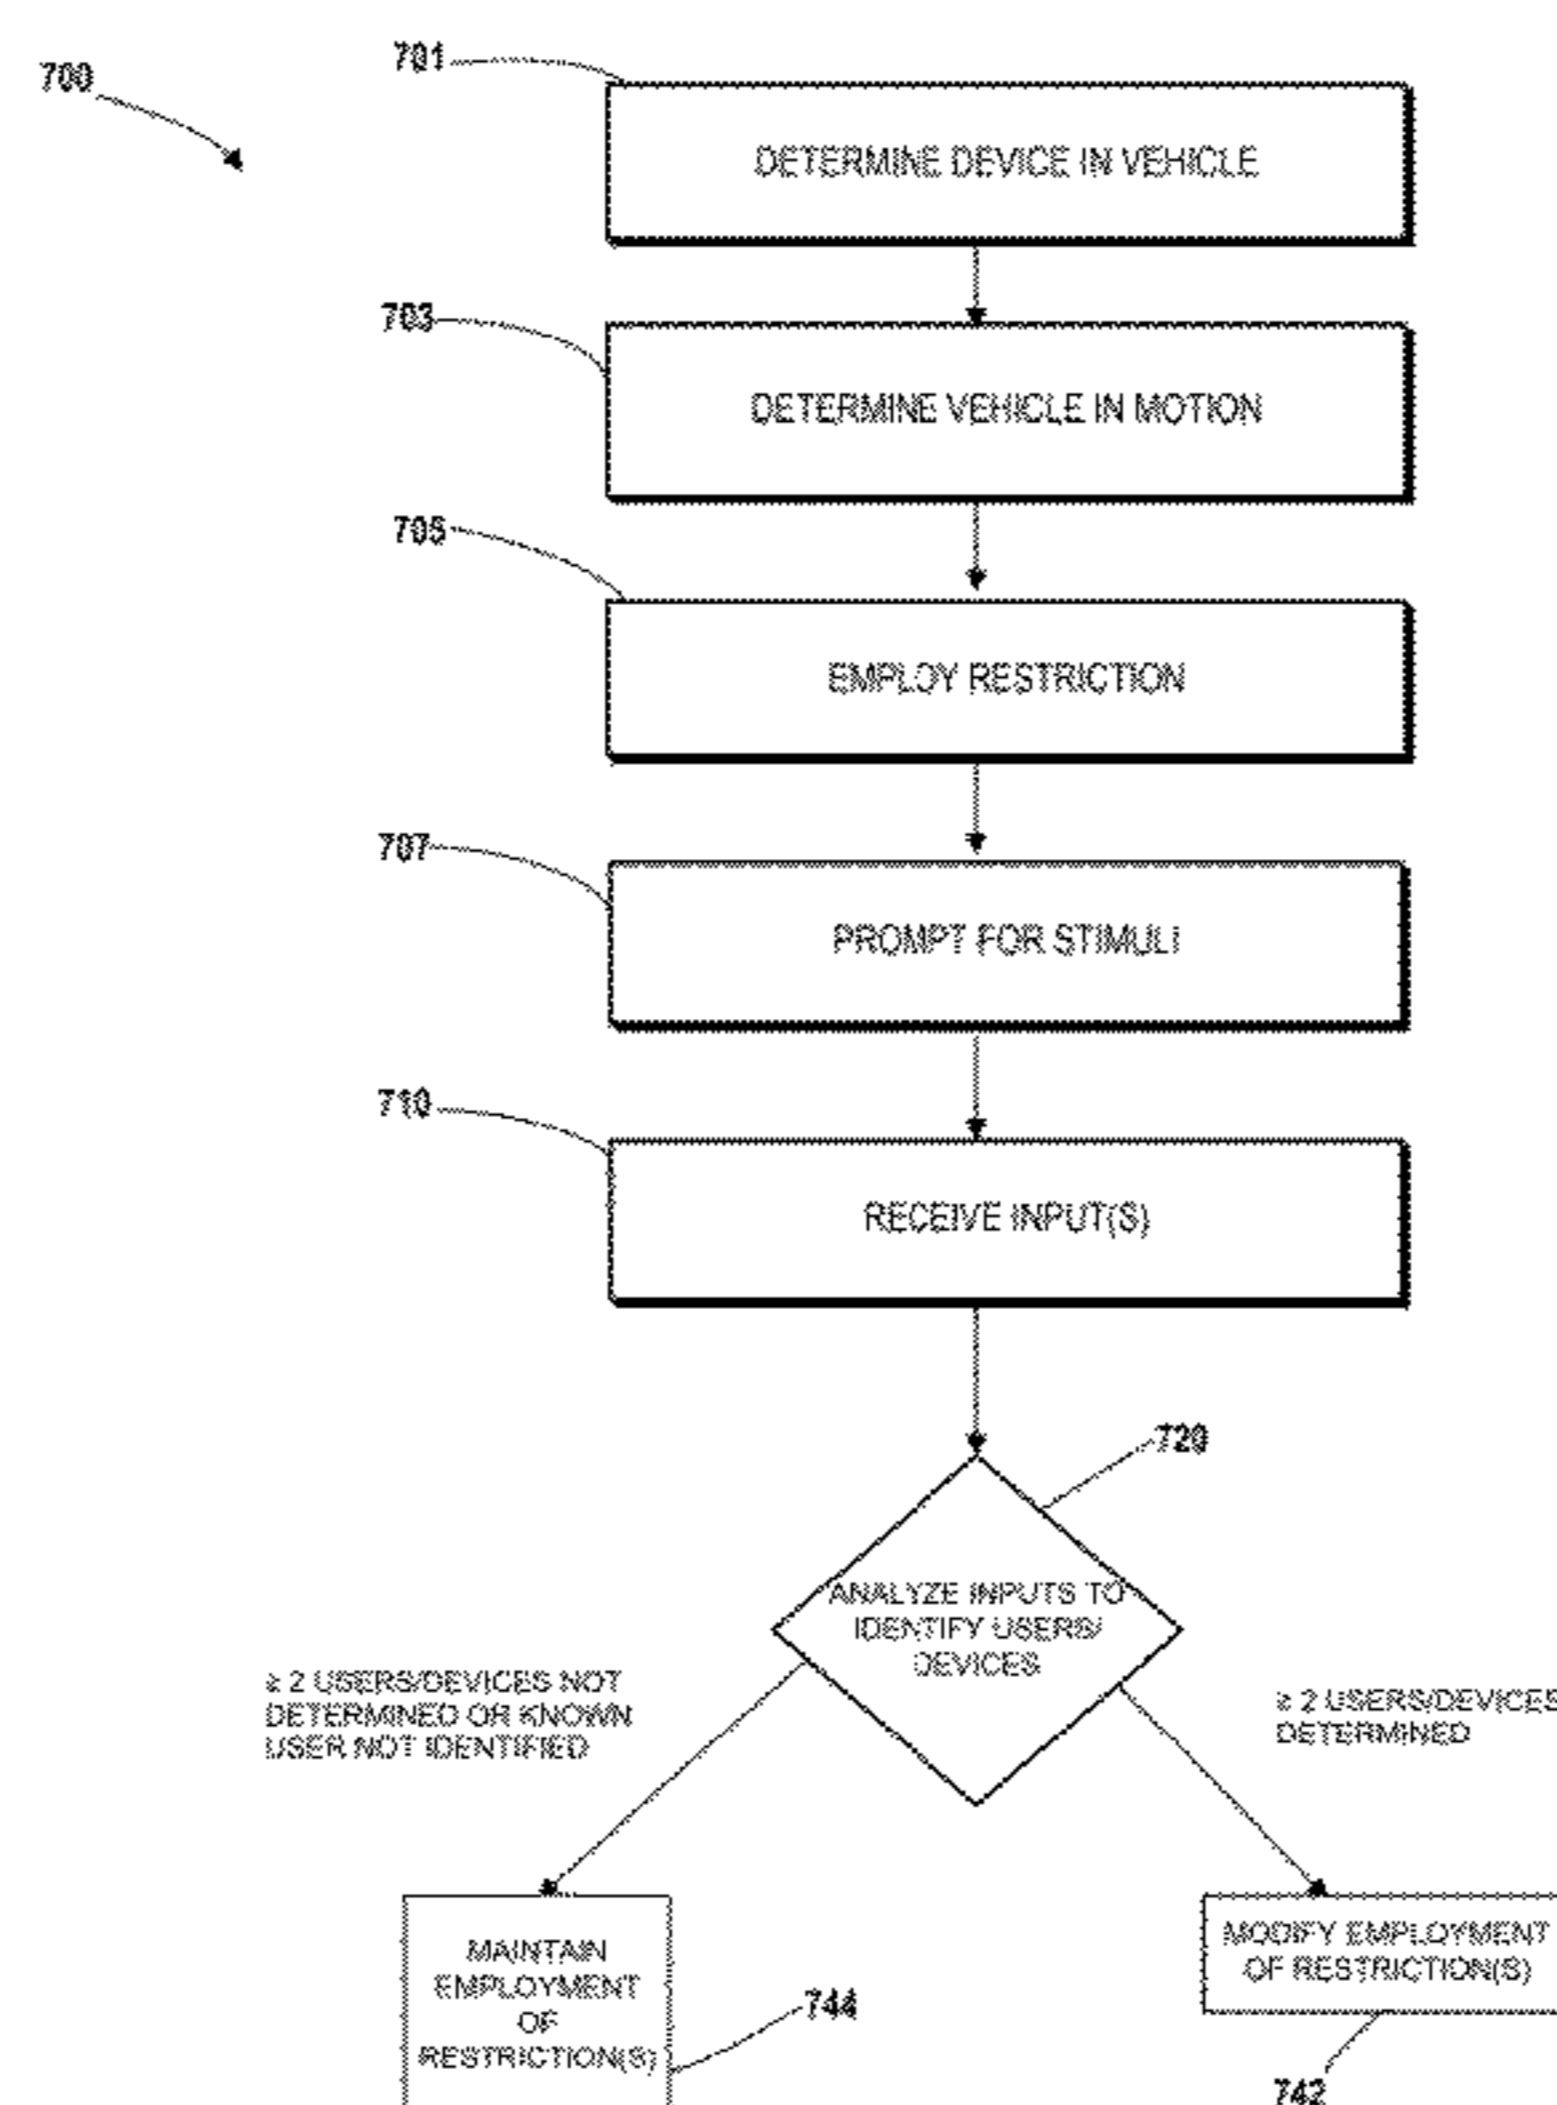 700
701
DETERMINE DEVICE IN VEHICLE
703
DETERMINE VEHICLE IN MOTION
705
EMPLOY RESTRICTION
707
PROMPT FOR STIMULI
710
RECEIVE INPUT(S)
720
ANALYZE INPUTS TO
IDENTIFY USERS/
DEVICES
≥ 2 USERS/DEVICES NOT
DETERMINED OR KNOWN
USER NOT IDENTIFIED
≥ 2 USERS/DEVICES
DETERMINED
MAINTAIN
EMPLOYMENT
OF
RESTRICTION(S)
744
MODIFY EMPLOYMENT
OF RESTRICTION(S)
742